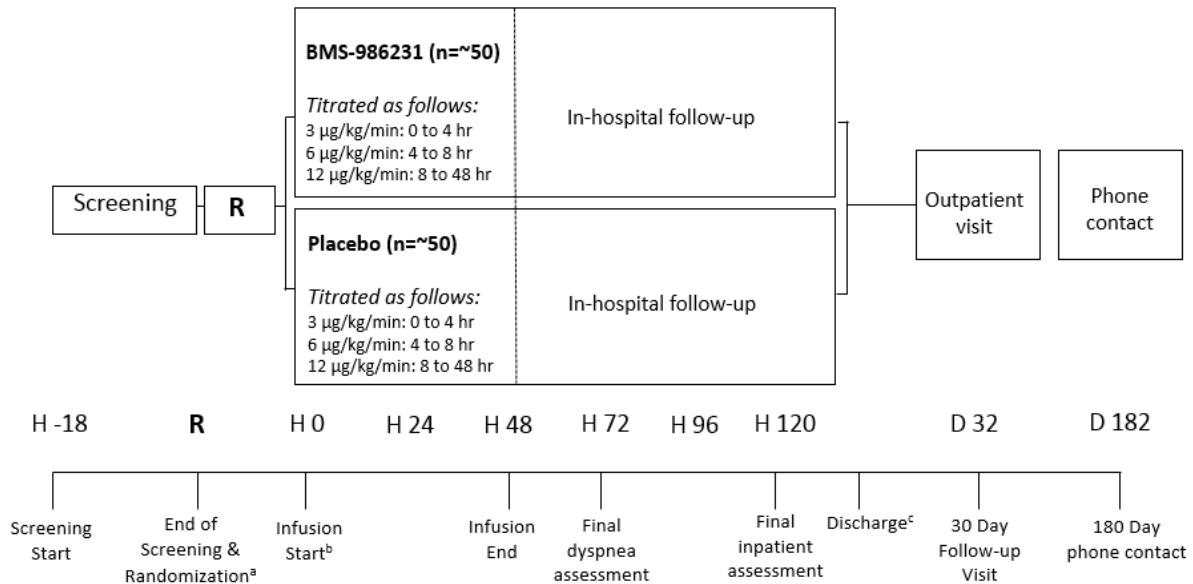 BMS-986231 (n=~50)
Titrated as follows:
3 µg/kg/min: 0 to 4 hr
6 µg/kg/min: 4 to 8 hr
12 µg/kg/min: 8 to 48 hr
In-hospital follow-up
Screening
R
Placebo (n=~50)
Titrated as follows:
3 µg/kg/min: 0 to 4 hr
6 µg/kg/min: 4 to 8 hr
12 µg/kg/min: 8 to 48 hr
In-hospital follow-up
Outpatient
visit
Phone
contact
H -18
R
H 0
H 24
H 48
H 72
H 96
H 120
D 32
D 182
Screening
Start
End of
Screening &
Randomizationᵃ
Infusion
Startᵇ
Infusion
End
Final
dyspnea
assessment
Final
inpatient
assessment
Dischargeᶜ
30 Day
Follow-up
Visit
180 Day
phone contact